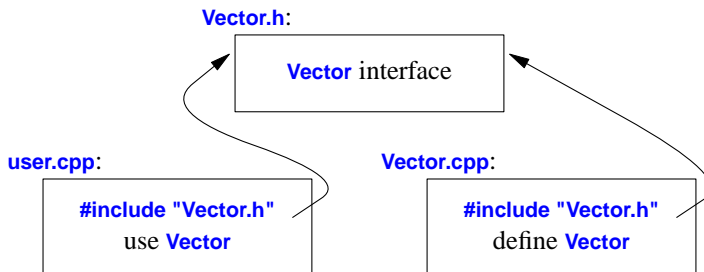 Vector.h:
Vector interface
user.cpp:
Vector.cpp:
#include "Vector.h"
use Vector
#include "Vector.h"
define Vector